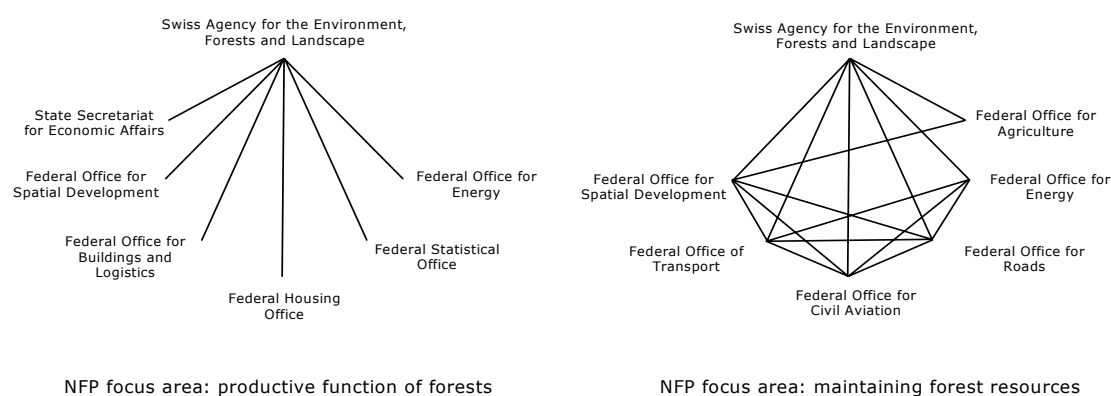 Swiss Agency for the Environment,
Forests and Landscape
State Secretariat
for Economic Affairs
Federal Office for
Spatial Development
Federal Office for
Buildings and
Logistics
Federal Housing
Office
Federal Statistical
Office
Federal Office for
Energy
NFP focus area: productive function of forests
Swiss Agency for the Environment,
Forests and Landscape
Federal Office for
Agriculture
Federal Office for
Spatial Development
Federal Office for
Energy
Federal Office of
Transport
Federal Office for
Roads
Federal Office for
Civil Aviation
NFP focus area: maintaining forest resources